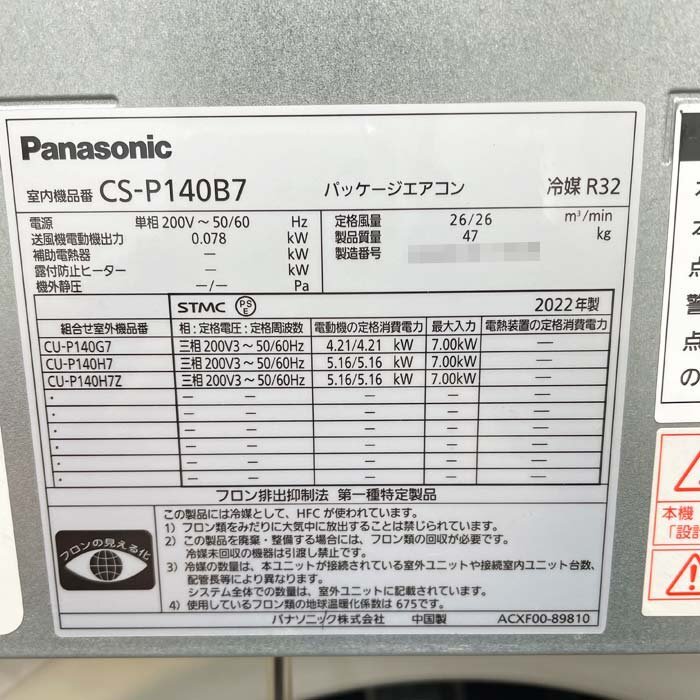 Panasonic
室内機品番 CS-P140B7 パッケージエアコン 冷媒 R32
電源 単相 200V ～ 50/60 Hz 定格風量 26/26 m³/min
送風機電動機出力 0.078 kW 製品質量 47 kg
補助電熱器 － kW 製造番号
露付防止ヒーター － kW
機外静圧 －/－ Pa
STMC PSE 2022年製
組合せ室外機品番 相：定格電圧：定格周波数 電動機の定格消費電力 最大入力 電熱装置の定格消費電力
CU-P140G7 三相 200V3 ～ 50/60Hz 4.21/4.21 kW 7.00kW －
CU-P140H7 三相 200V3 ～ 50/60Hz 5.16/5.16 kW 7.00kW －
CU-P140H7Z 三相 200V3 ～ 50/60Hz 5.16/5.16 kW 7.00kW －
・ － － － － －
・ － － － － －
・ － － － － －
・ － － － － －
・ － － － － －
・ － － － － －
フロン排出抑制法 第一種特定製品
フロンの見える化
この製品には冷媒として、HFC が使われています。
1) フロン類をみだりに大気中に放出することは禁じられています。
2) この製品を廃棄・整備する場合には、フロン類の回収が必要です。
冷媒未回収の機器は引渡し禁止です。
3) 冷媒の数量は、本ユニットが接続されている室外ユニットや接続室内ユニット台数、
配管長等により異なります。
システム全体での数量は、室外ユニットに記載されています。
4) 使用しているフロン類の地球温暖化係数は 675です。
パナソニック株式会社 中国製 ACXF00-89810
点
警
点
の
本機
「設